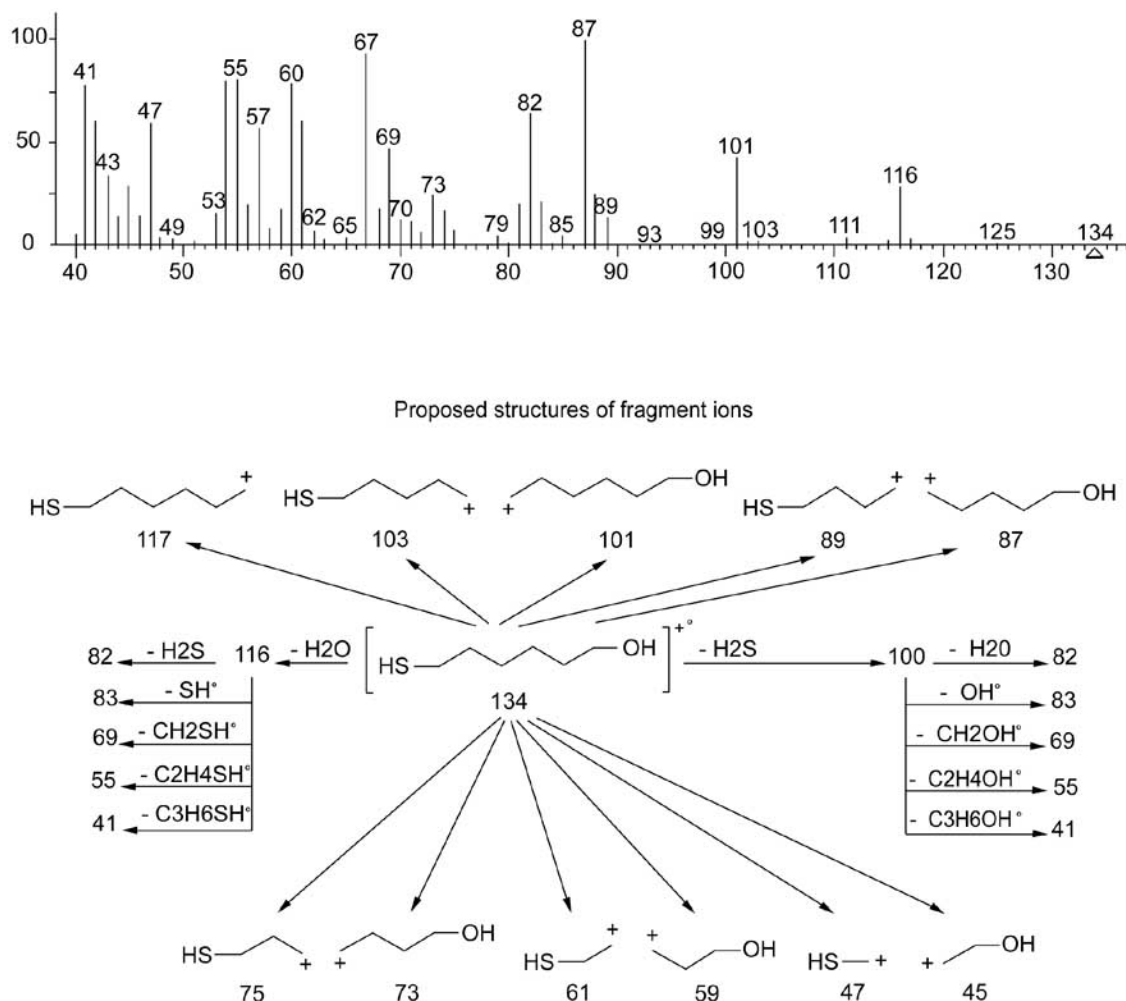 100
50
0
41
43
47
49
53
55
57
60
62
65
67
69
70
73
79
82
85
87
89
93
99
101
103
111
116
125
134
40 50 60 70 80 90 100 110 120 130
Proposed structures of fragment ions
HS + HS + + OH HS + + OH
117 103 101 89 87
82 - H2S 116 - H2O HS OH +° - H2S 100 - H20 82
134
83 - SH° - OH° 83
69 - CH2SH° - CH2OH° 69
55 - C2H4SH° - C2H4OH° 55
41 - C3H6SH° - C3H6OH° 41
HS + + OH HS + + OH HS + + OH
75 73 61 59 47 45